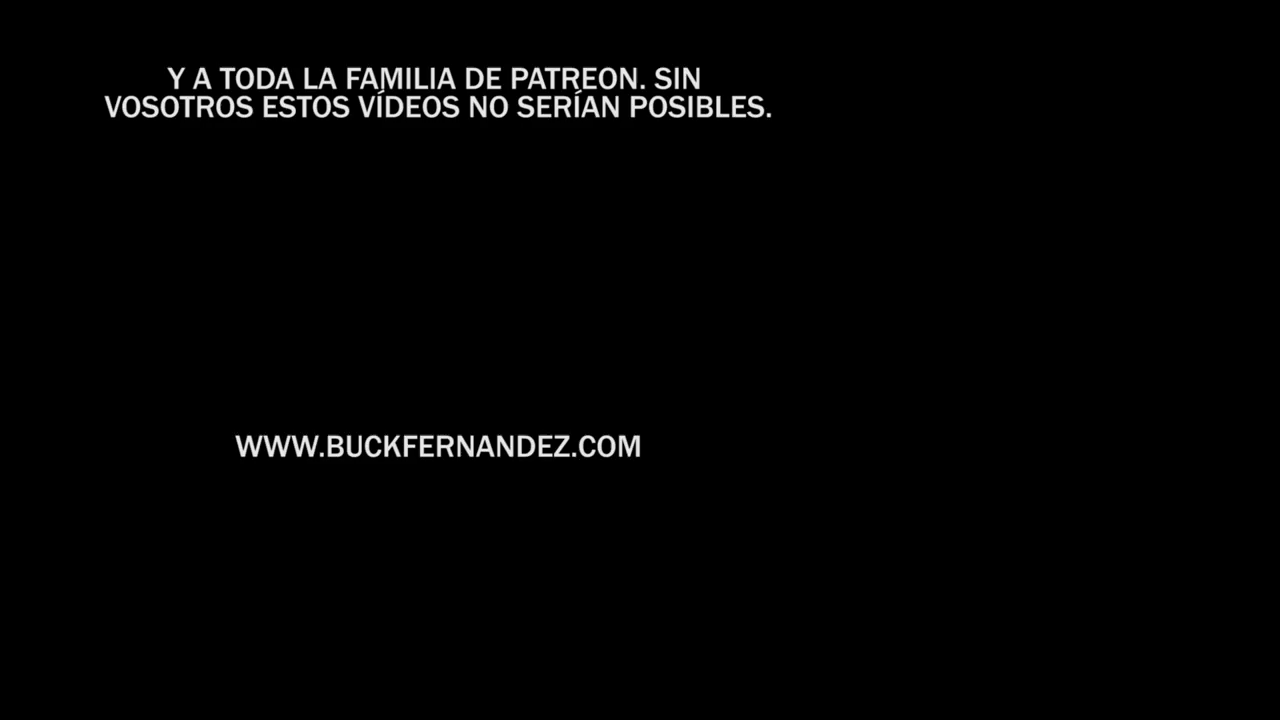 Y A TODA LA FAMILIA DE PATREON. SIN
VOSOTROS ESTOS VÍDEOS NO SERÍAN POSIBLES.
WWW.BUCKFERNANDEZ.COM